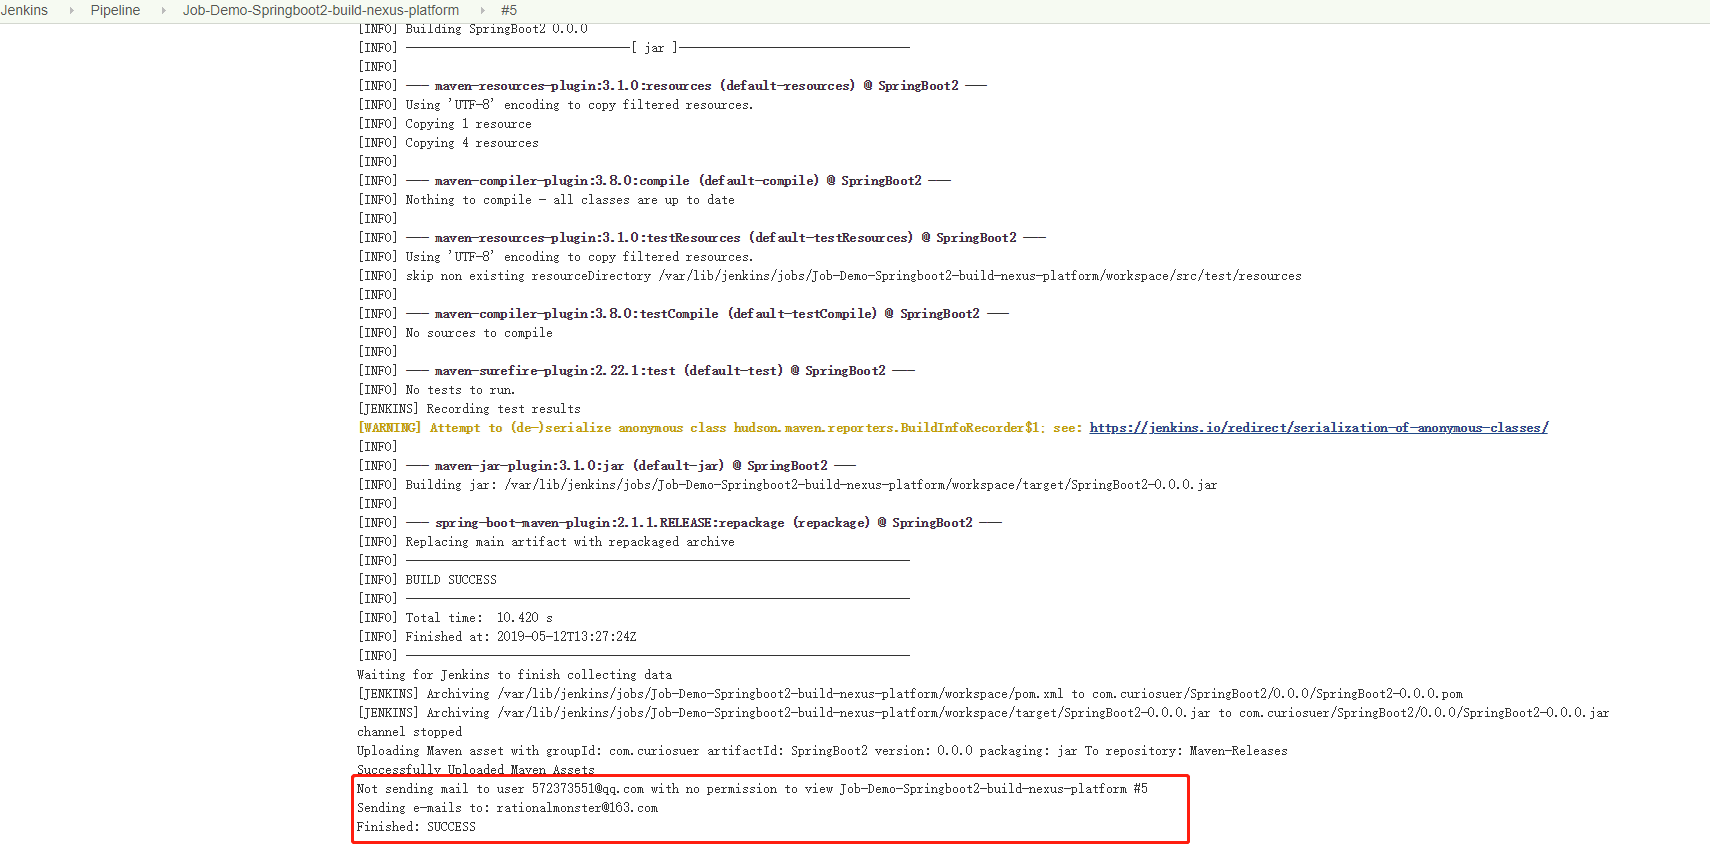 Jenkins › Pipeline › Job-Demo-Springboot2-build-nexus-platform › #5
[INFO] Building SpringBoot2 0.0.0
[INFO] --------------------------------[ jar ]---------------------------------
[INFO]
[INFO] --- maven-resources-plugin:3.1.0:resources (default-resources) @ SpringBoot2 ---
[INFO] Using 'UTF-8' encoding to copy filtered resources.
[INFO] Copying 1 resource
[INFO] Copying 4 resources
[INFO]
[INFO] --- maven-compiler-plugin:3.8.0:compile (default-compile) @ SpringBoot2 ---
[INFO] Nothing to compile - all classes are up to date
[INFO]
[INFO] --- maven-resources-plugin:3.1.0:testResources (default-testResources) @ SpringBoot2 ---
[INFO] Using 'UTF-8' encoding to copy filtered resources.
[INFO] skip non existing resourceDirectory /var/lib/jenkins/jobs/Job-Demo-Springboot2-build-nexus-platform/workspace/src/test/resources
[INFO]
[INFO] --- maven-compiler-plugin:3.8.0:testCompile (default-testCompile) @ SpringBoot2 ---
[INFO] No sources to compile
[INFO]
[INFO] --- maven-surefire-plugin:2.22.1:test (default-test) @ SpringBoot2 ---
[INFO] No tests to run.
[JENKINS] Recording test results
[WARNING] Attempt to (de-)serialize anonymous class hudson.maven.reporters.BuildInfoRecorder$1; see: https://jenkins.io/redirect/serialization-of-anonymous-classes/
[INFO]
[INFO] --- maven-jar-plugin:3.1.0:jar (default-jar) @ SpringBoot2 ---
[INFO] Building jar: /var/lib/jenkins/jobs/Job-Demo-Springboot2-build-nexus-platform/workspace/target/SpringBoot2-0.0.0.jar
[INFO]
[INFO] --- spring-boot-maven-plugin:2.1.1.RELEASE:repackage (repackage) @ SpringBoot2 ---
[INFO] Replacing main artifact with repackaged archive
[INFO] ------------------------------------------------------------------------
[INFO] BUILD SUCCESS
[INFO] ------------------------------------------------------------------------
[INFO] Total time:  10.420 s
[INFO] Finished at: 2019-05-12T13:27:24Z
[INFO] ------------------------------------------------------------------------
Waiting for Jenkins to finish collecting data
[JENKINS] Archiving /var/lib/jenkins/jobs/Job-Demo-Springboot2-build-nexus-platform/workspace/pom.xml to com.curiosuer/SpringBoot2/0.0.0/SpringBoot2-0.0.0.pom
[JENKINS] Archiving /var/lib/jenkins/jobs/Job-Demo-Springboot2-build-nexus-platform/workspace/target/SpringBoot2-0.0.0.jar to com.curiosuer/SpringBoot2/0.0.0/SpringBoot2-0.0.0.jar
channel stopped
Uploading Maven asset with groupId: com.curiosuer artifactId: SpringBoot2 version: 0.0.0 packaging: jar To repository: Maven-Releases
Successfully Uploaded Maven Assets
Not sending mail to user 572373551@qq.com with no permission to view Job-Demo-Springboot2-build-nexus-platform #5
Sending e-mails to: rationalmonster@163.com
Finished: SUCCESS